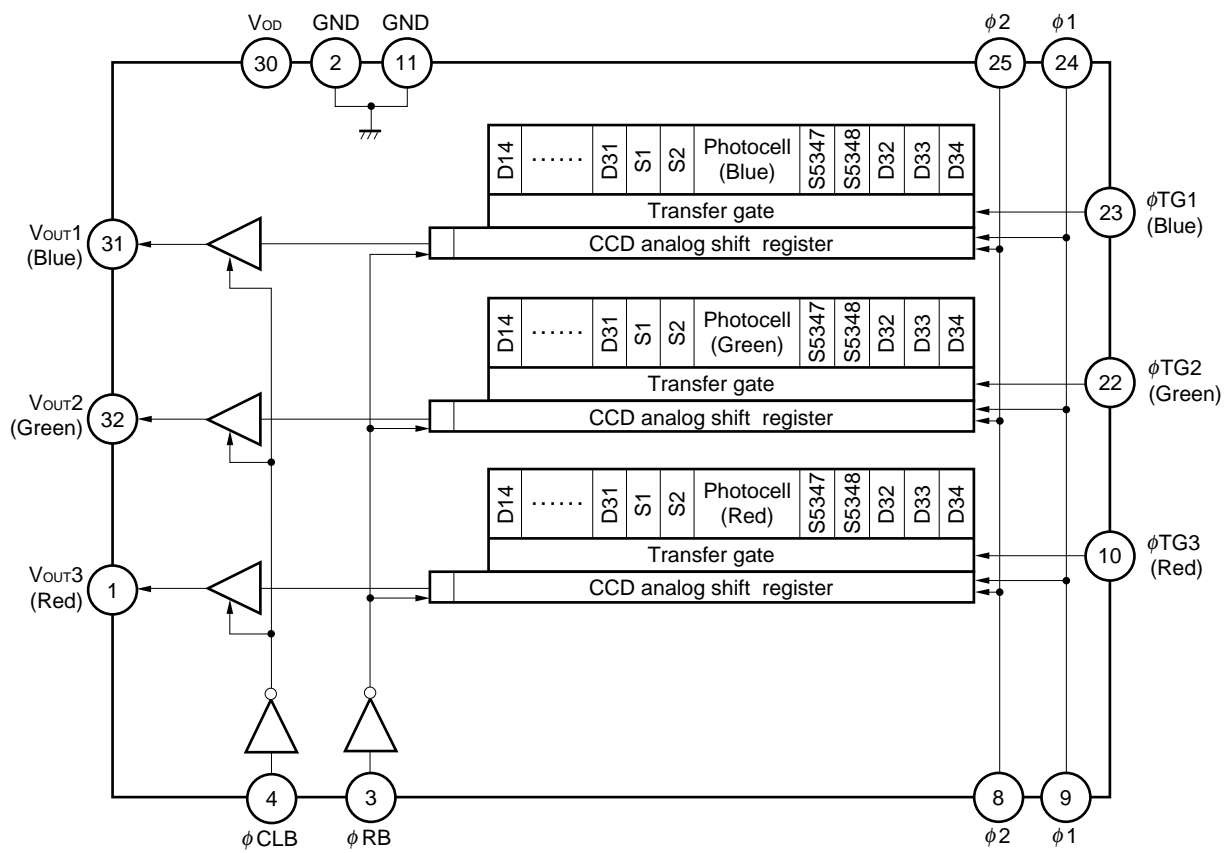 VOD GND GND ϕ2 ϕ1
30 2 11 25 24
D14 ...... D31 S1 S2 Photocell (Blue) S5347 S5348 D32 D33 D34
Transfer gate
23 ϕTG1 (Blue)
VOUT1 (Blue) 31
CCD analog shift register
D14 ...... D31 S1 S2 Photocell (Green) S5347 S5348 D32 D33 D34
Transfer gate
22 ϕTG2 (Green)
VOUT2 (Green) 32
CCD analog shift register
D14 ...... D31 S1 S2 Photocell (Red) S5347 S5348 D32 D33 D34
Transfer gate
10 ϕTG3 (Red)
VOUT3 (Red) 1
CCD analog shift register
4 3 8 9
ϕCLB ϕRB ϕ2 ϕ1